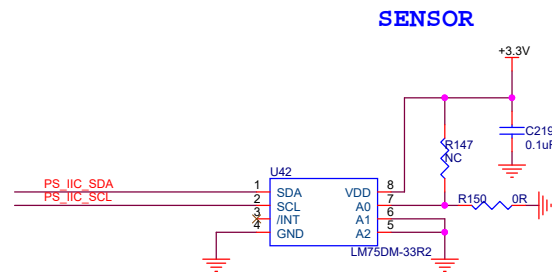 SENSOR
+3.3V
C219
0.1uF
R147
NC
U42
PS_IIC_SDA 1 SDA VDD 8
PS_IIC_SCL 2 SCL A0 7 R150 0R
3 /INT A1 6
4 GND A2 5
LM75DM-33R2